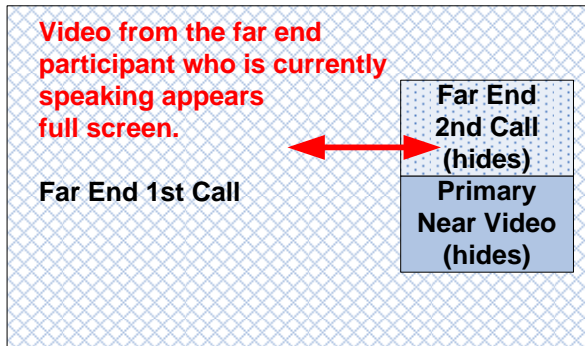 Video from the far end
participant who is currently
speaking appears
full screen.
Far End 1st Call
Far End
2nd Call
(hides)
Primary
Near Video
(hides)